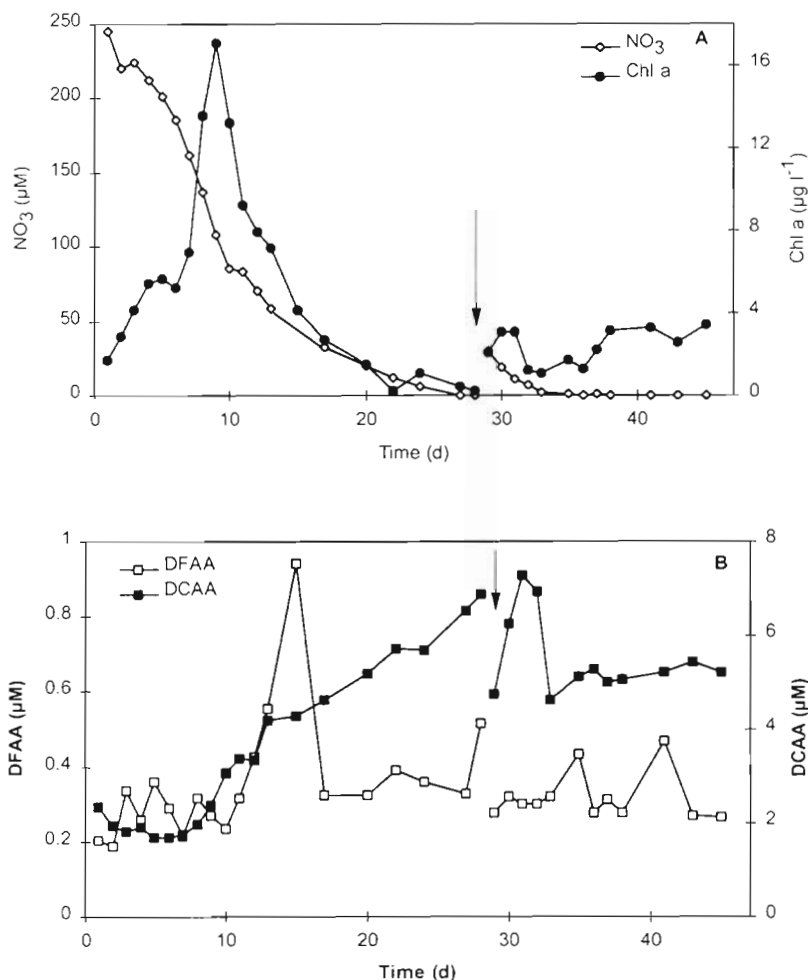 250
200
150
100
50
0
NO3 (µM)
NO3
Chl a
A
16
12
8
4
0
Chl a (µg l-1)
0 10 20 30 40
Time (d)
1
0.8
0.6
0.4
0.2
0
DFAA (µM)
DFAA
DCAA
B
8
6
4
2
0
DCAA (µM)
0 10 20 30 40
Time (d)